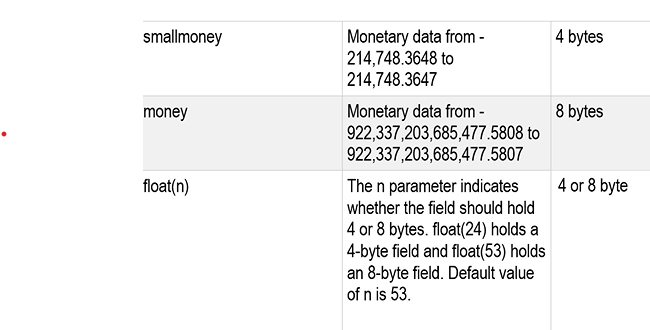 smallmoney
Monetary data from -
214,748.3648 to
214,748.3647
4 bytes
money
Monetary data from -
922,337,203,685,477.5808 to
922,337,203,685,477.5807
8 bytes
float(n)
The n parameter indicates
whether the field should hold
4 or 8 bytes. float(24) holds a
4-byte field and float(53) holds
an 8-byte field. Default value
of n is 53.
4 or 8 byte